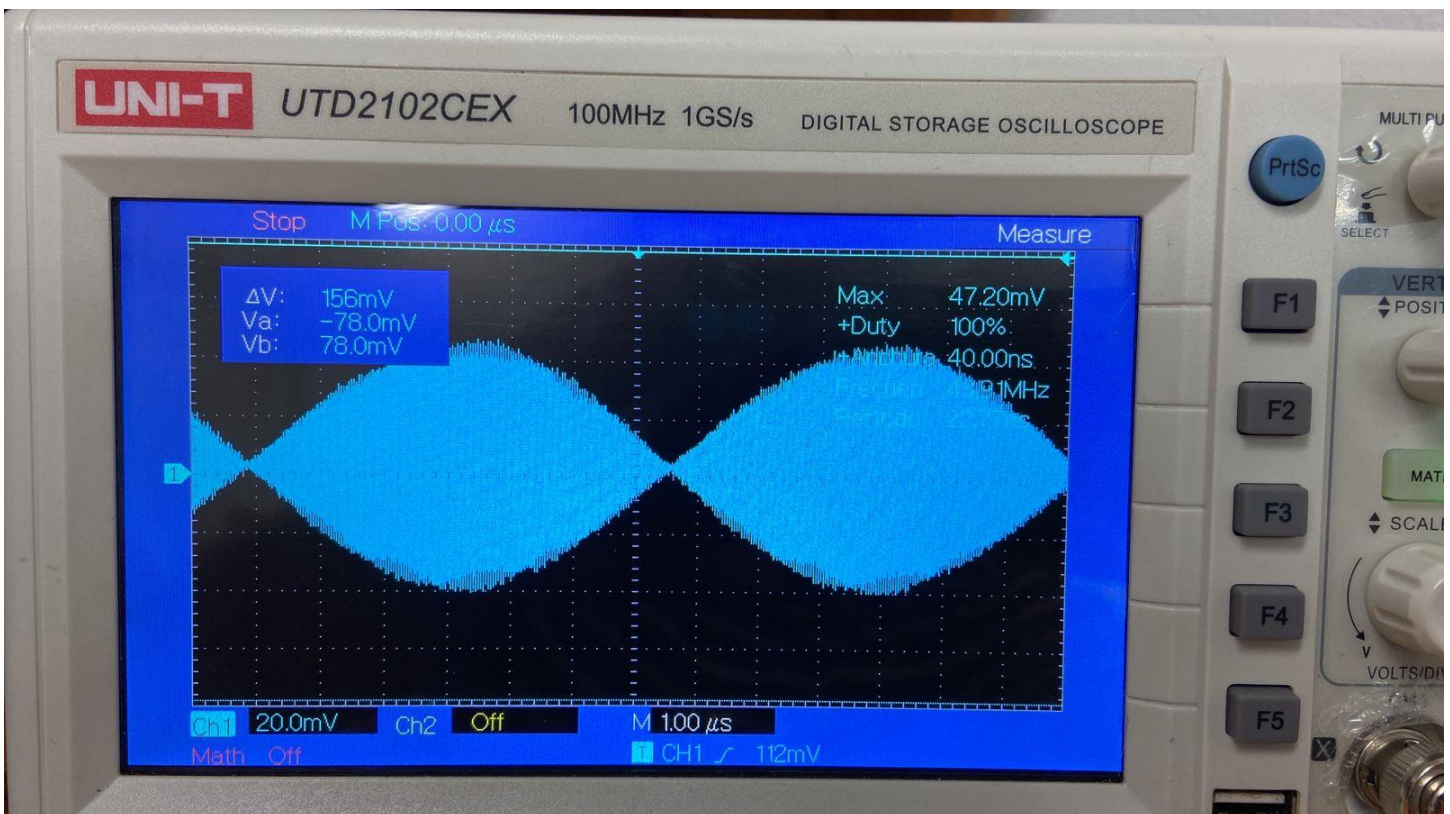 UNI-T UTD2102CEX 100MHz 1GS/s DIGITAL STORAGE OSCILLOSCOPE
MULTI PU
PrtSc
SELECT
Stop M Pos: 0.00 μs
Measure
ΔV: 156mV
Va: -78.0mV
Vb: 78.0mV
Max 47.20mV
+Duty 100%
40.00ns
1
F1
VERT
POSIT
F2
MATH
F3
SCALE
F4
V
VOLTS/DIV
F5
X
Ch1 20.0mV Ch2 Off M 1.00 μs
Math Off T CH1 112mV